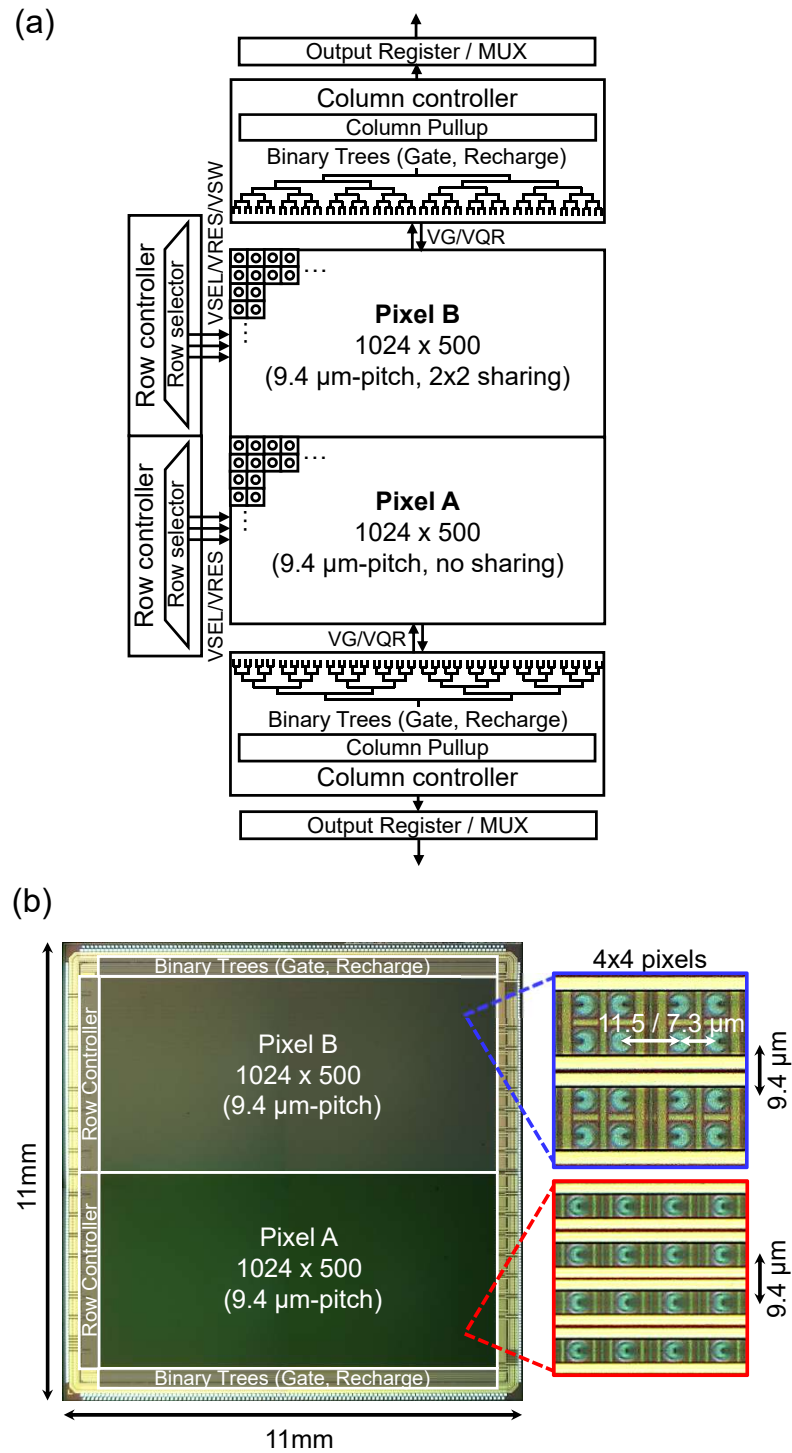 (a)
Output Register / MUX
Column controller
Column Pullup
Binary Trees (Gate, Recharge)
VG/VQR
Row controller
Row selector
VSEL/VRES/VSW
...
...
Pixel B
1024 x 500
(9.4 µm-pitch, 2x2 sharing)
Row controller
Row selector
VSEL/VRES
...
...
Pixel A
1024 x 500
(9.4 µm-pitch, no sharing)
VG/VQR
Binary Trees (Gate, Recharge)
Column Pullup
Column controller
Output Register / MUX
(b)
Binary Trees (Gate, Recharge)
Row Controller
Pixel B
1024 x 500
(9.4 µm-pitch)
Row Controller
Pixel A
1024 x 500
(9.4 µm-pitch)
Binary Trees (Gate, Recharge)
11mm
11mm
4x4 pixels
11.5 / 7.3 µm
9.4 µm
9.4 µm